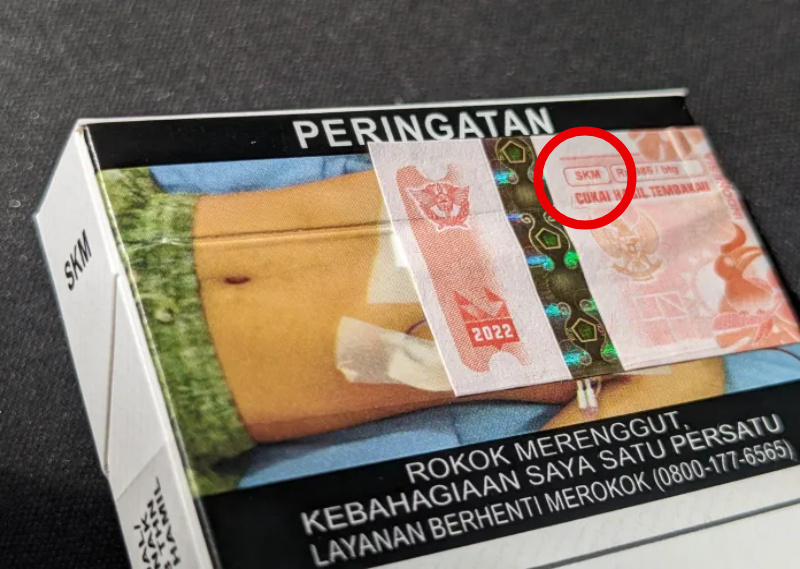 PERINGATAN
SKM
SKM
/ btg
CUKAI HASIL TEMBAKAU
2022
ROKOK MERENGGUT
KEBAHAGIAAN SAYA SATU PERSATU
LAYANAN BERHENTI MEROKOK (0800-177-6565)